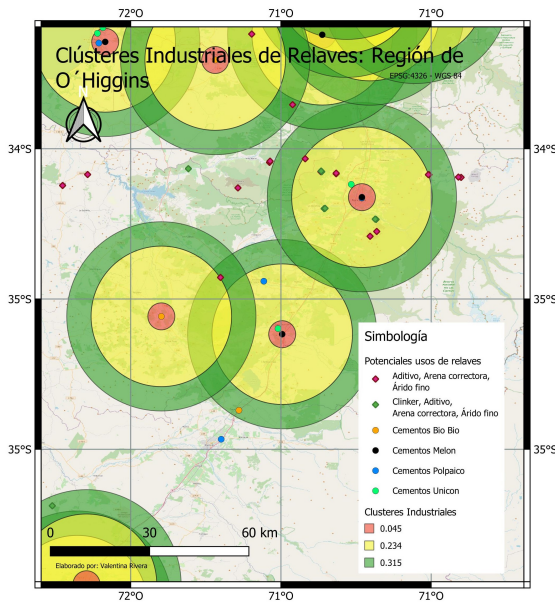 72°O 71°O 71°O
Clústeres Industriales de Relaves: Región de
O´Higgins
EPSG:4326 - WGS 84
N
34°S 34°S
35°S 35°S
35°S 35°S
Simbología
Potenciales usos de relaves
Aditivo, Arena correctora,
Árido fino
Clinker, Aditivo,
Arena correctora, Árido fino
Cementos Bio Bio
Cementos Melon
Cementos Polpaico
Cementos Unicon
Clusteres Industriales
0.045
0.234
0.315
0 30 60 km
Elaborado por: Valentina Rivera
72°O 71°O 71°O